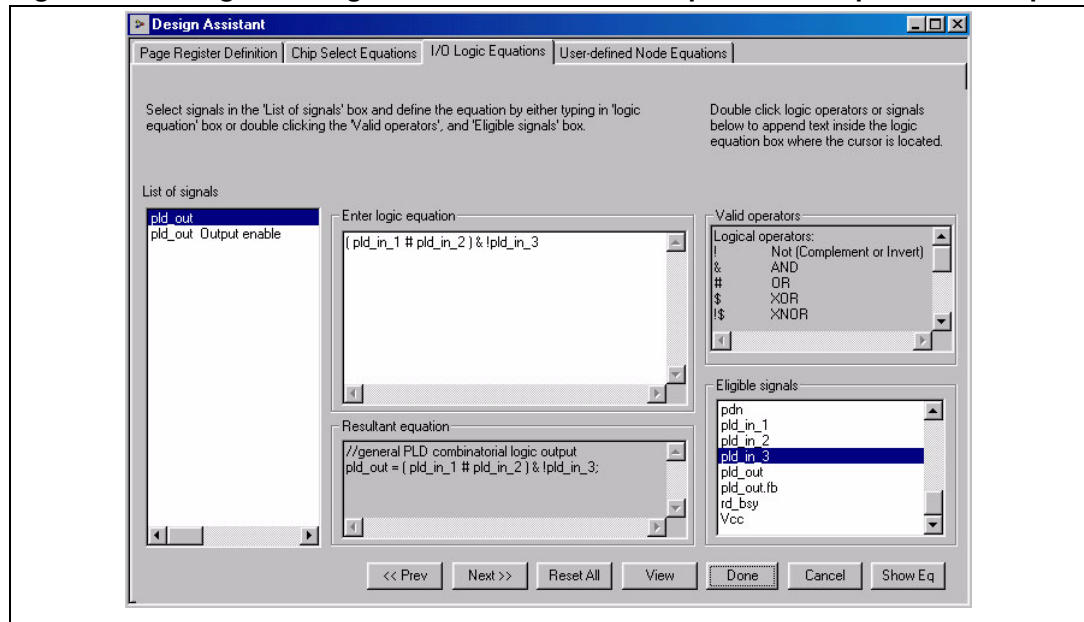 Design Assistant
Page Register Definition Chip Select Equations I/O Logic Equations User-defined Node Equations
Select signals in the 'List of signals' box and define the equation by either typing in 'logic
equation' box or double clicking the 'Valid operators', and 'Eligible signals' box.
Double click logic operators or signals
below to append text inside the logic
equation box where the cursor is located.
List of signals
pld_out
pld_out Output enable
Enter logic equation
( pld_in_1 # pld_in_2 ) & !pld_in_3
Resultant equation
//general PLD combinatorial logic output
pld_out = ( pld_in_1 # pld_in_2 ) & !pld_in_3;
Valid operators
Logical operators:
! Not (Complement or Invert)
& AND
# OR
$ XOR
!$ XNOR
Eligible signals
pdn
pld_in_1
pld_in_2
pld_in_3
pld_out
pld_out.fb
rd_bsy
Vcc
<< Prev Next >> Reset All View Done Cancel Show Eq